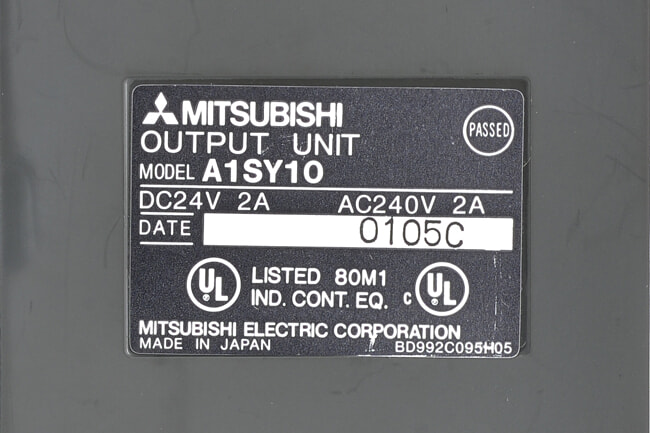 MITSUBISHI
PASSED
OUTPUT UNIT
MODEL A1SY10
DC24V 2A AC240V 2A
DATE 0105C
UL LISTED 80M1 c UL
IND. CONT. EQ.
MITSUBISHI ELECTRIC CORPORATION
MADE IN JAPAN BD992C095H05